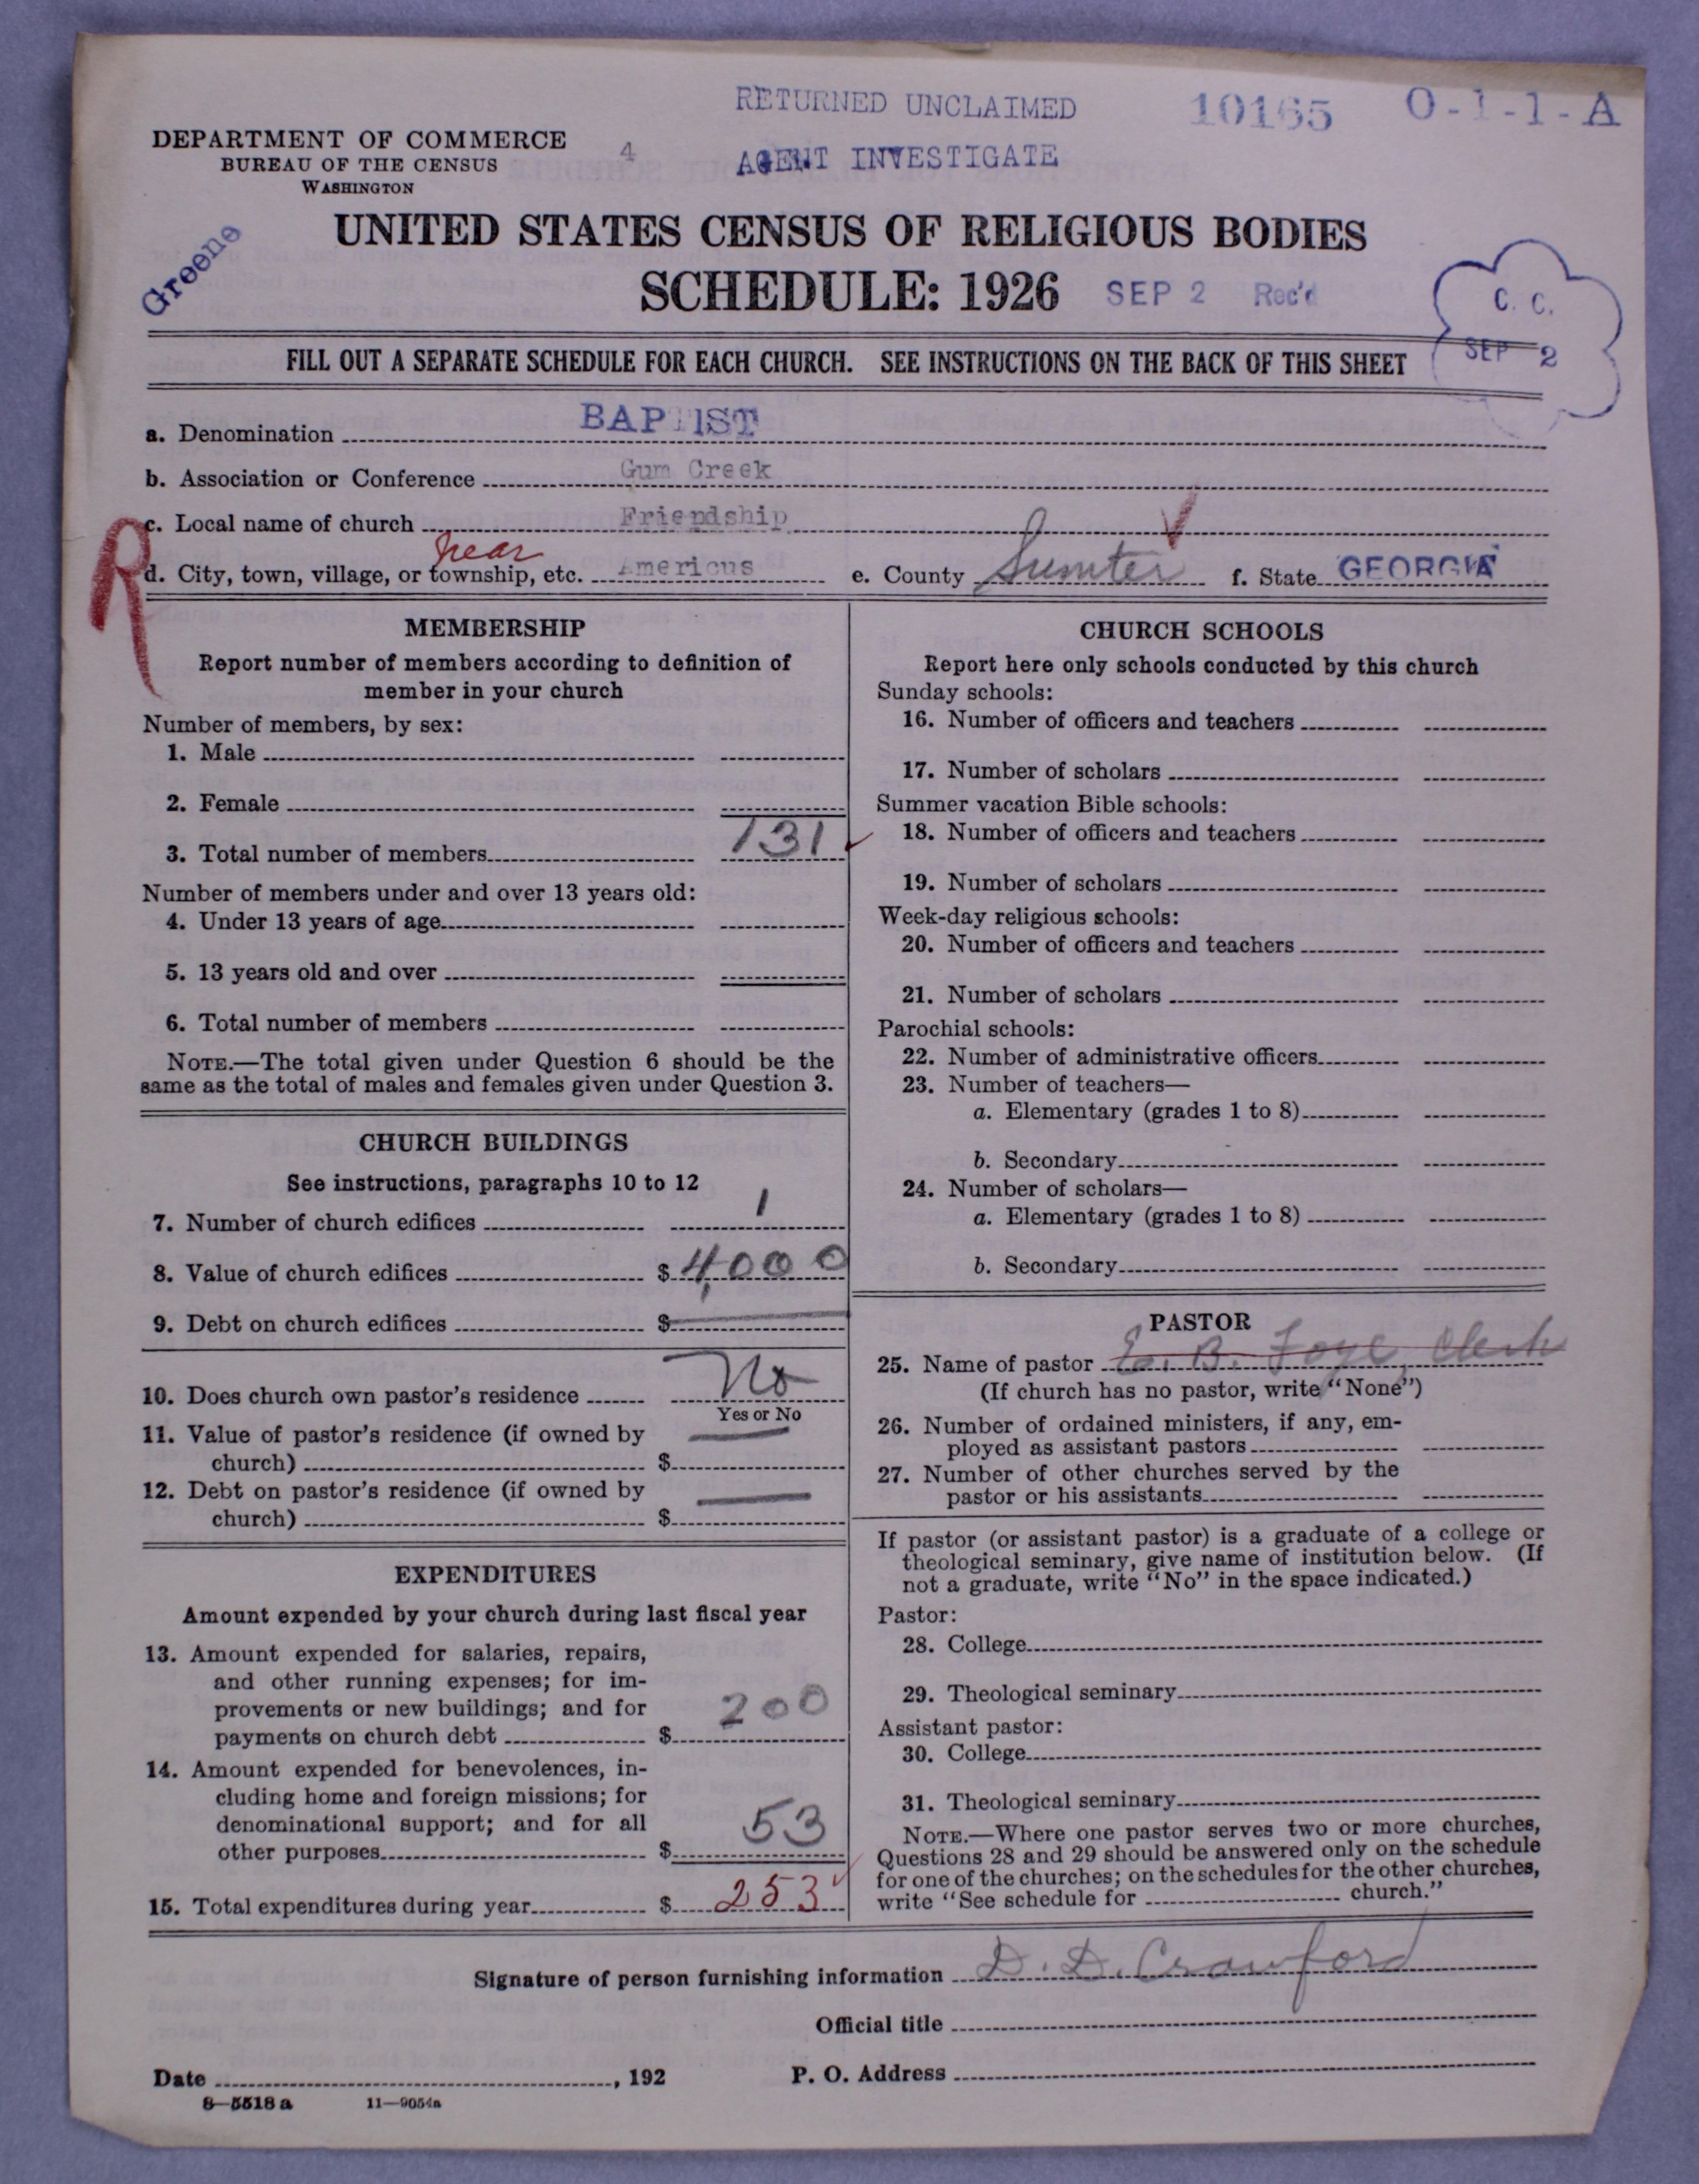 RETURNED UNCLAIMED 10165 O-1-1-A
DEPARTMENT OF COMMERCE
BUREAU OF THE CENSUS
WASHINGTON
4
AGENT INVESTIGATE
Greene
UNITED STATES CENSUS OF RELIGIOUS BODIES
SCHEDULE: 1926 SEP 2 Rec'd
C. C.
SEP 2
FILL OUT A SEPARATE SCHEDULE FOR EACH CHURCH. SEE INSTRUCTIONS ON THE BACK OF THIS SHEET
a. Denomination BAPTIST
b. Association or Conference Gum Creek
c. Local name of church Friendship
R
near
d. City, town, village, or township, etc. Americus e. County Sumter f. State GEORGIA
MEMBERSHIP
Report number of members according to definition of
member in your church
Number of members, by sex:
1. Male
2. Female
3. Total number of members 131
Number of members under and over 13 years old:
4. Under 13 years of age
5. 13 years old and over
6. Total number of members
NOTE.—The total given under Question 6 should be the
same as the total of males and females given under Question 3.
CHURCH BUILDINGS
See instructions, paragraphs 10 to 12
7. Number of church edifices 1
8. Value of church edifices $ 4,000
9. Debt on church edifices $
10. Does church own pastor's residence No
Yes or No
11. Value of pastor's residence (if owned by
church) $
12. Debt on pastor's residence (if owned by
church) $
EXPENDITURES
Amount expended by your church during last fiscal year
13. Amount expended for salaries, repairs,
and other running expenses; for im-
provements or new buildings; and for
payments on church debt $ 200
14. Amount expended for benevolences, in-
cluding home and foreign missions; for
denominational support; and for all
other purposes $ 53
15. Total expenditures during year $ 253
CHURCH SCHOOLS
Report here only schools conducted by this church
Sunday schools:
16. Number of officers and teachers
17. Number of scholars
Summer vacation Bible schools:
18. Number of officers and teachers
19. Number of scholars
Week-day religious schools:
20. Number of officers and teachers
21. Number of scholars
Parochial schools:
22. Number of administrative officers
23. Number of teachers—
a. Elementary (grades 1 to 8)
b. Secondary
24. Number of scholars—
a. Elementary (grades 1 to 8)
b. Secondary
PASTOR
25. Name of pastor E. B. Foye, Clerk
(If church has no pastor, write "None")
26. Number of ordained ministers, if any, em-
ployed as assistant pastors
27. Number of other churches served by the
pastor or his assistants
If pastor (or assistant pastor) is a graduate of a college or
theological seminary, give name of institution below. (If
not a graduate, write "No" in the space indicated.)
Pastor:
28. College
29. Theological seminary
Assistant pastor:
30. College
31. Theological seminary
NOTE.—Where one pastor serves two or more churches,
Questions 28 and 29 should be answered only on the schedule
for one of the churches; on the schedules for the other churches,
write "See schedule for church."
Signature of person furnishing information D. D. Crawford
Official title
Date , 192 P. O. Address
8—5518 a 11—9054a